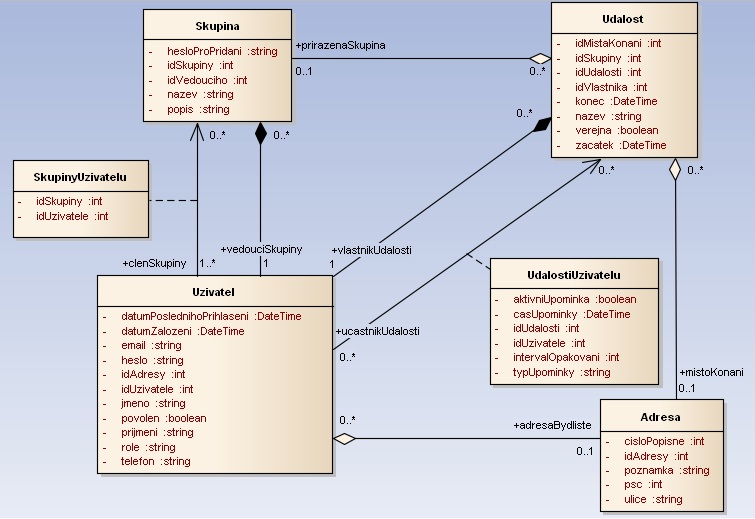 Skupina
- hesloProPridani :string
- idSkupiny :int
- idVedouciho :int
- nazev :string
- popis :string
Udalost
- idMistaKonani :int
- idSkupiny :int
- idUdalosti :int
- idVlastnika :int
- konec :DateTime
- nazev :string
- verejna :boolean
- zacatek :DateTime
+prirazenaSkupina
0..1
0..*
0..*
0..*
0..*
0..*
0..*
SkupinyUzivatelu
- idSkupiny :int
- idUzivatele :int
+clenSkupiny
1..*
+vedouciSkupiny
1
+vlastnikUdalosti
1
Uzivatel
- datumPoslednihoPrihlaseni :DateTime
- datumZalozeni :DateTime
- email :string
- heslo :string
- idAdresy :int
- idUzivatele :int
- jmeno :string
- povolen :boolean
- prijmeni :string
- role :string
- telefon :string
+ucastnikUdalosti
0..*
UdalostiUzivatelu
- aktivniUpominka :boolean
- casUpominky :DateTime
- idUdalosti :int
- idUzivatele :int
- intervalOpakovani :int
- typUpominky :string
+mistoKonani
0..1
0..*
+adresaBydliste
0..1
Adresa
- cisloPopisne :int
- idAdresy :int
- poznamka :string
- psc :int
- ulice :string